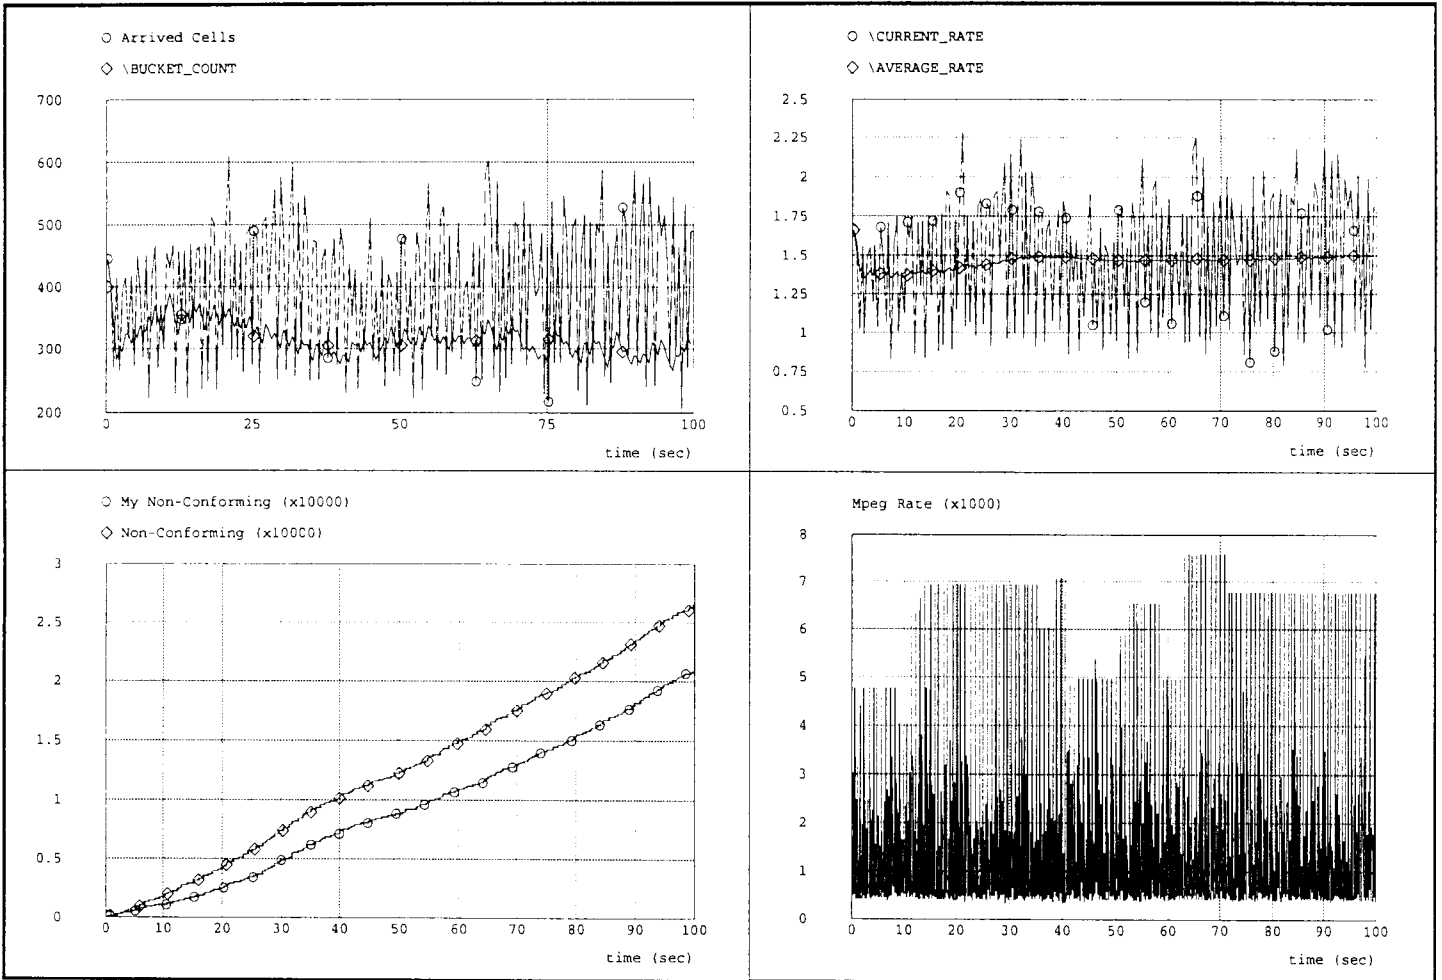 Arrived Cells
\BUCKET_COUNT
700
600
500
400
300
200
0 25 50 75 100
time (sec)
\CURRENT_RATE
\AVERAGE_RATE
2.5
2.25
2
1.75
1.5
1.25
1
0.75
0.5
0 10 20 30 40 50 60 70 80 90 100
time (sec)
My Non-Conforming (x10000)
Non-Conforming (x10000)
3
2.5
2
1.5
1
0.5
0
0 10 20 30 40 50 60 70 80 90 100
time (sec)
Mpeg Rate (x1000)
8
7
6
5
4
3
2
1
0
0 10 20 30 40 50 60 70 80 90 100
time (sec)